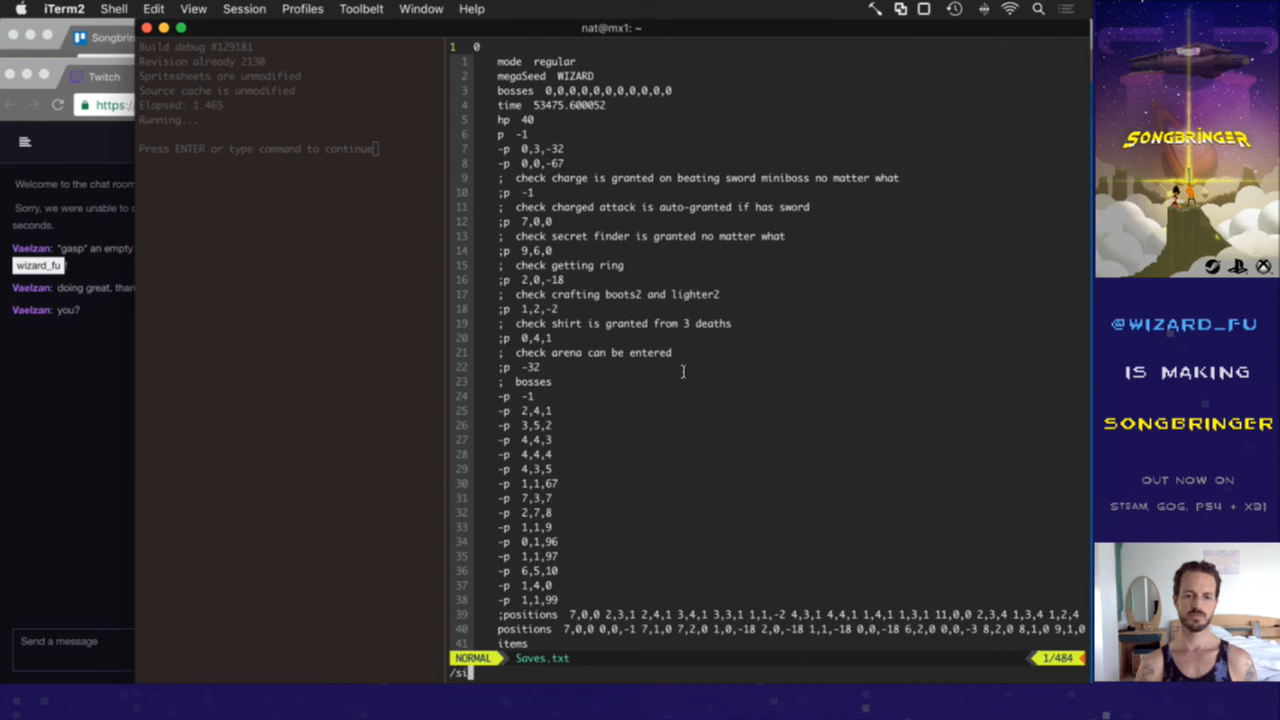 iTerm2 Shell Edit View Session Profiles Toolbelt Window Help
nat@mx1: ~
Songbrin
Twitch
https:/
Welcome to the chat room
Sorry, we were unable to c
seconds.
Vaelzan: *gasp* an empty
wizard_fu
Vaelzan: doing great, than
Vaelzan: you?
Send a message
Build debug #129181
Revision already 2130
Spritesheets are unmodified
Source cache is unmodified
Elapsed: 1.465
Running...
Press ENTER or type command to continue
1 0
1 mode regular
2 megaSeed WIZARD
3 bosses 0,0,0,0,0,0,0,0,0,0,0
4 time 53475.600052
5 hp 40
6 p -1
7 -p 0,3,-32
8 -p 0,0,-67
9 ; check charge is granted on beating sword miniboss no matter what
10 ;p -1
11 ; check charged attack is auto-granted if has sword
12 ;p 7,0,0
13 ; check secret finder is granted no matter what
14 ;p 9,6,0
15 ; check getting ring
16 ;p 2,0,-18
17 ; check crafting boots2 and lighter2
18 ;p 1,2,-2
19 ; check shirt is granted from 3 deaths
20 ;p 0,4,1
21 ; check arena can be entered
22 ;p -32
23 ; bosses
24 -p -1
25 -p 2,4,1
26 -p 3,5,2
27 -p 4,4,3
28 -p 4,4,4
29 -p 4,3,5
30 -p 1,1,67
31 -p 7,3,7
32 -p 2,7,8
33 -p 1,1,9
34 -p 0,1,96
35 -p 1,1,97
36 -p 6,5,10
37 -p 1,4,0
38 -p 1,1,99
39 ;positions 7,0,0 2,3,1 2,4,1 3,4,1 3,3,1 1,1,-2 4,3,1 4,4,1 1,4,1 1,3,1 11,0,0 2,3,4 1,3,4 1,2,4
40 positions 7,0,0 0,0,-1 7,1,0 7,2,0 1,0,-18 2,0,-18 1,1,-18 0,0,-18 6,2,0 0,0,-3 8,2,0 8,1,0 9,1,0
41 items
NORMAL Saves.txt 1/484
/si
SONGBRINGER
@WIZARD_FU
IS MAKING
SONGBRINGER
OUT NOW ON
STEAM, GOG, PS4 + XB1